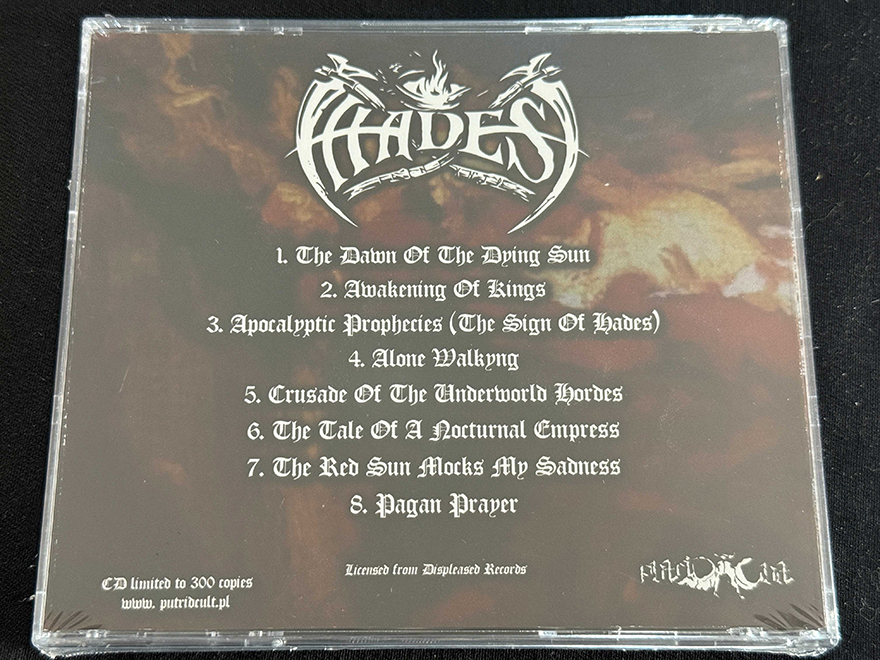 HADES
1. The Dawn Of The Dying Sun
2. Awakening Of Kings
3. Apocalyptic Prophecies (The Sign Of Hades)
4. Alone Walkyng
5. Crusade Of The Underworld Hordes
6. The Tale Of A Nocturnal Empress
7. The Red Sun Mocks My Sadness
8. Pagan Prayer
Licensed from Displeased Records
CD limited to 300 copies
www. putridcult.pl
Putrid Cult